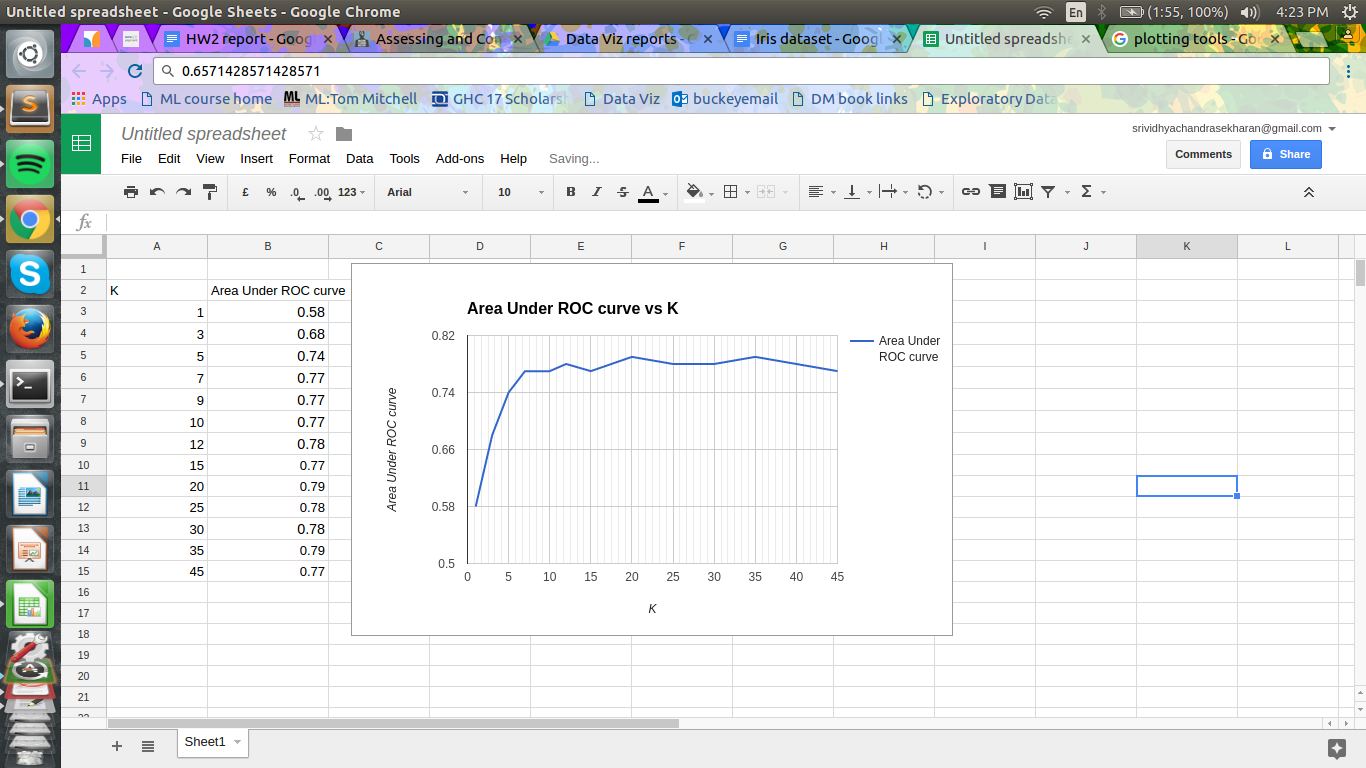 Untitled spreadsheet - Google Sheets - Google Chrome
En (1:55, 100%) 4:23 PM
HW2 report - Goog × Assessing and Co × Data Viz reports - × Iris dataset - Goog × Untitled spreadsh × plotting tools - Go ×
0.6571428571428571
Apps ML course home ML ML:Tom Mitchell GHC 17 Scholars Data Viz buckeyemail DM book links Exploratory Data
Untitled spreadsheet
srividhyachandrasekharan@gmail.com
File Edit View Insert Format Data Tools Add-ons Help Saving...
Comments Share
£ % .0 .00 123 Arial 10 B I S A Σ
fx
A B C D E F G H I J K L
1
2 K Area Under ROC curve
3 1 0.58
4 3 0.68
5 5 0.74
6 7 0.77
7 9 0.77
8 10 0.77
9 12 0.78
10 15 0.77
11 20 0.79
12 25 0.78
13 30 0.78
14 35 0.79
15 45 0.77
16
17
18
19
20
21
Area Under ROC curve vs K
0.82
0.74
0.66
0.58
0.5
Area Under ROC curve
0 5 10 15 20 25 30 35 40 45
K
Area Under
ROC curve
Sheet1